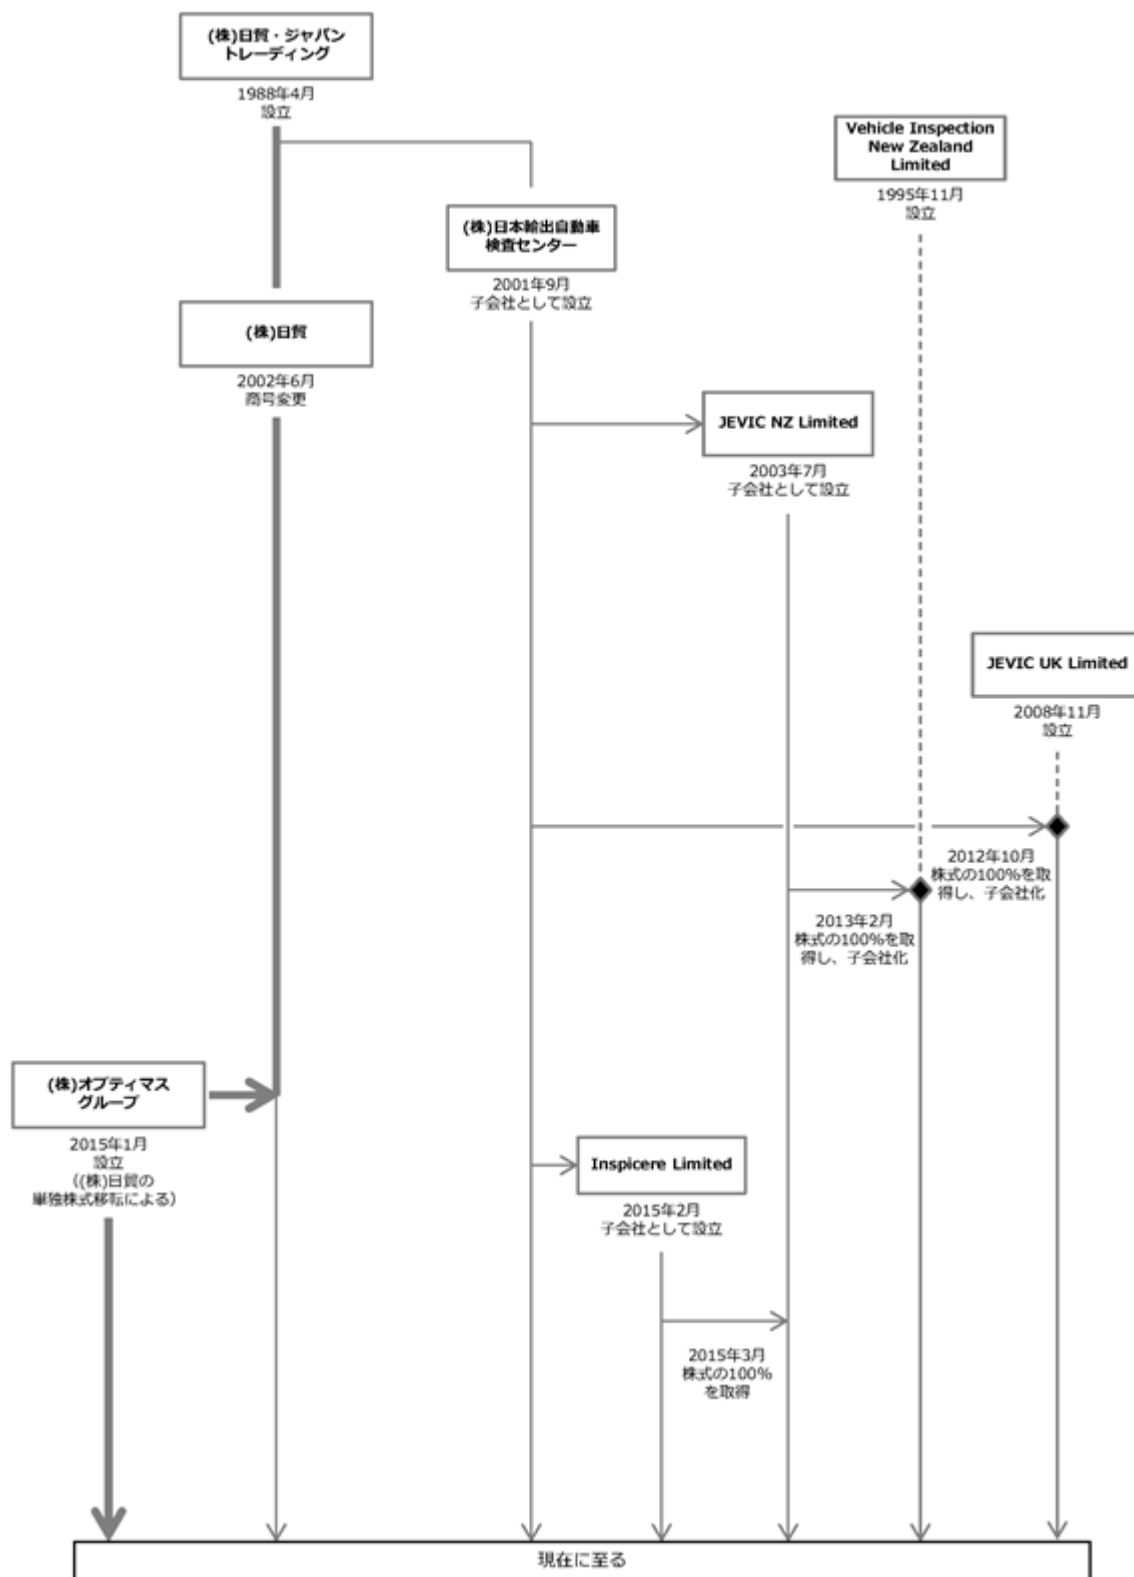 (株)日貿・ジャパン
トレーディング
1988年4月
設立
Vehicle Inspection
New Zealand
Limited
1995年11月
設立
(株)日本輸出自動車
検査センター
2001年9月
子会社として設立
(株)日貿
2002年6月
商号変更
JEVIC NZ Limited
2003年7月
子会社として設立
JEVIC UK Limited
2008年11月
設立
2012年10月
株式の100%を取
得し、子会社化
2013年2月
株式の100%を取
得し、子会社化
(株)オプティマス
グループ
2015年1月
設立
((株)日貿の
単独株式移転による)
Inspicere Limited
2015年2月
子会社として設立
2015年3月
株式の100%
を取得
現在に至る